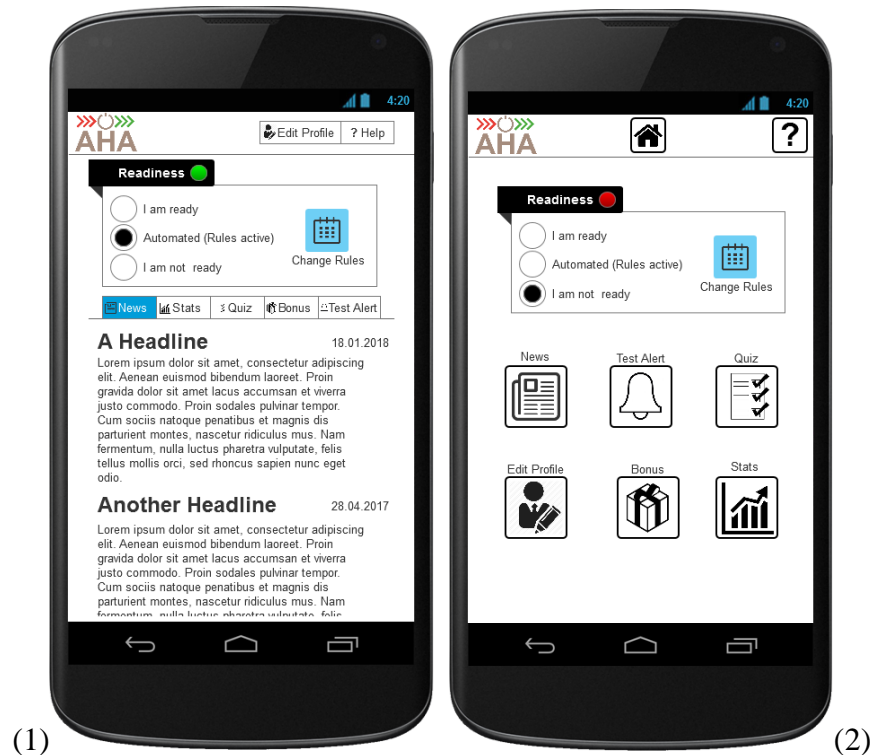 4:20
AHA
Edit Profile
? Help
Readiness
I am ready
Automated (Rules active)
I am not ready
Change Rules
News
Stats
Quiz
Bonus
Test Alert
A Headline
18.01.2018
Lorem ipsum dolor sit amet, consectetur adipiscing
elit. Aenean euismod bibendum laoreet. Proin
gravida dolor sit amet lacus accumsan et viverra
justo commodo. Proin sodales pulvinar tempor.
Cum sociis natoque penatibus et magnis dis
parturient montes, nascetur ridiculus mus. Nam
fermentum, nulla luctus pharetra vulputate, felis
tellus mollis orci, sed rhoncus sapien nunc eget
odio.
Another Headline
28.04.2017
Lorem ipsum dolor sit amet, consectetur adipiscing
elit. Aenean euismod bibendum laoreet. Proin
gravida dolor sit amet lacus accumsan et viverra
justo commodo. Proin sodales pulvinar tempor.
Cum sociis natoque penatibus et magnis dis
parturient montes, nascetur ridiculus mus. Nam
fermentum, nulla luctus pharetra vulputate, felis
(1)
4:20
AHA
?
Readiness
I am ready
Automated (Rules active)
I am not ready
Change Rules
News
Test Alert
Quiz
Edit Profile
Bonus
Stats
(2)